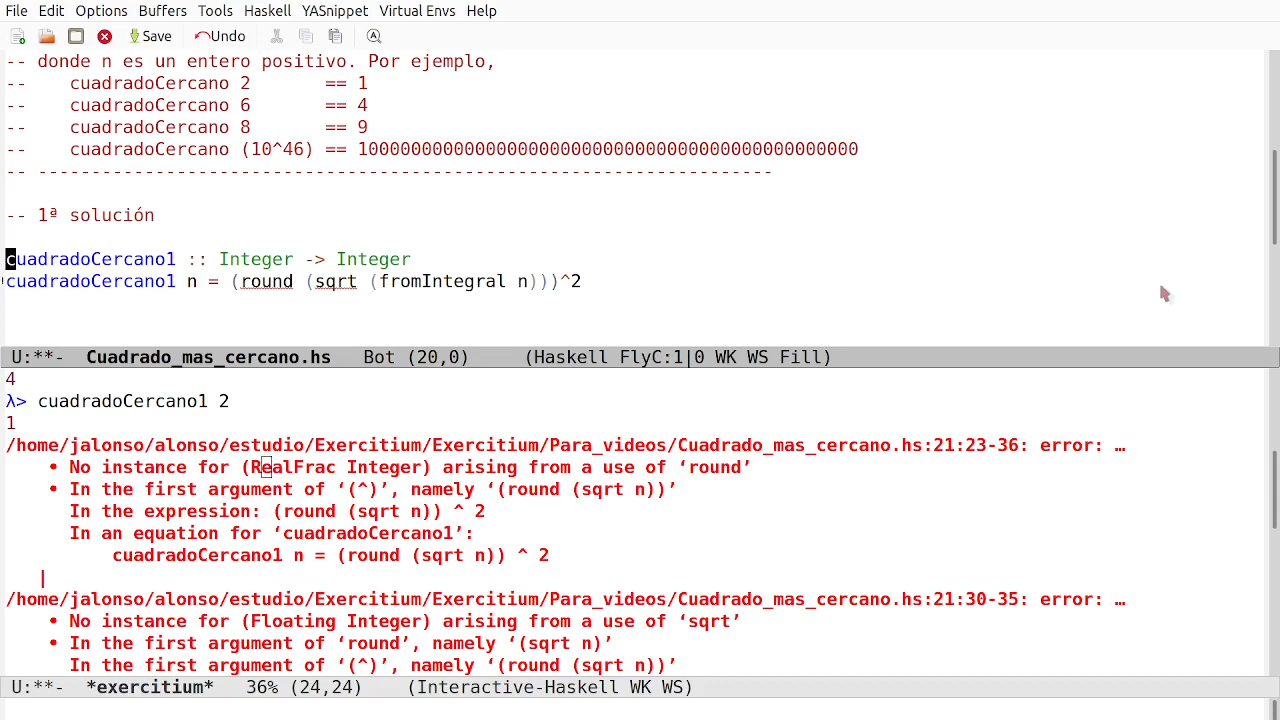 File Edit Options Buffers Tools Haskell YASnippet Virtual Envs Help
Save Undo
-- donde n es un entero positivo. Por ejemplo,
--    cuadradoCercano 2       == 1
--    cuadradoCercano 6       == 4
--    cuadradoCercano 8       == 9
--    cuadradoCercano (10^46) == 10000000000000000000000000000000000000000000000
-- ---------------------------------------------------------------------
-- 1ª solución
cuadradoCercano1 :: Integer -> Integer
cuadradoCercano1 n = (round (sqrt (fromIntegral n)))^2
U:**-  Cuadrado_mas_cercano.hs   Bot (20,0)     (Haskell FlyC:1|0 WK WS Fill)
4
λ> cuadradoCercano1 2
1
/home/jalonso/alonso/estudio/Exercitium/Exercitium/Para_videos/Cuadrado_mas_cercano.hs:21:23-36: error: …
    • No instance for (RealFrac Integer) arising from a use of ‘round’
    • In the first argument of ‘(^)’, namely ‘(round (sqrt n))’
      In the expression: (round (sqrt n)) ^ 2
      In an equation for ‘cuadradoCercano1’:
          cuadradoCercano1 n = (round (sqrt n)) ^ 2
   |
/home/jalonso/alonso/estudio/Exercitium/Exercitium/Para_videos/Cuadrado_mas_cercano.hs:21:30-35: error: …
    • No instance for (Floating Integer) arising from a use of ‘sqrt’
    • In the first argument of ‘round’, namely ‘(sqrt n)’
      In the first argument of ‘(^)’, namely ‘(round (sqrt n))’
U:**-  *exercitium*   36% (24,24)    (Interactive-Haskell WK WS)